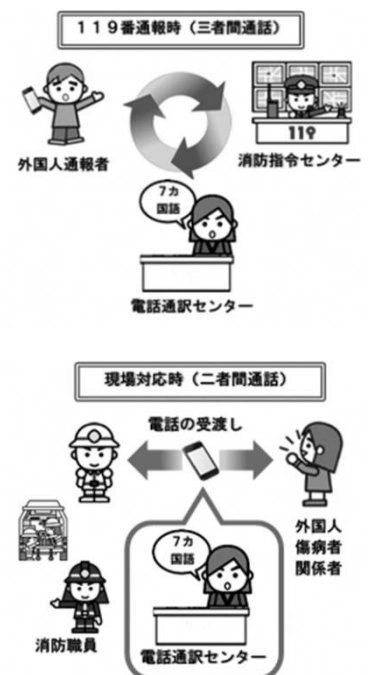 119番通報時（三者間通話）
119
外国人通報者
消防指令センター
7カ
国語
電話通訳センター
現場対応時（二者間通話）
電話の受渡し
外国人
傷病者
関係者
7カ
国語
消防職員
電話通訳センター